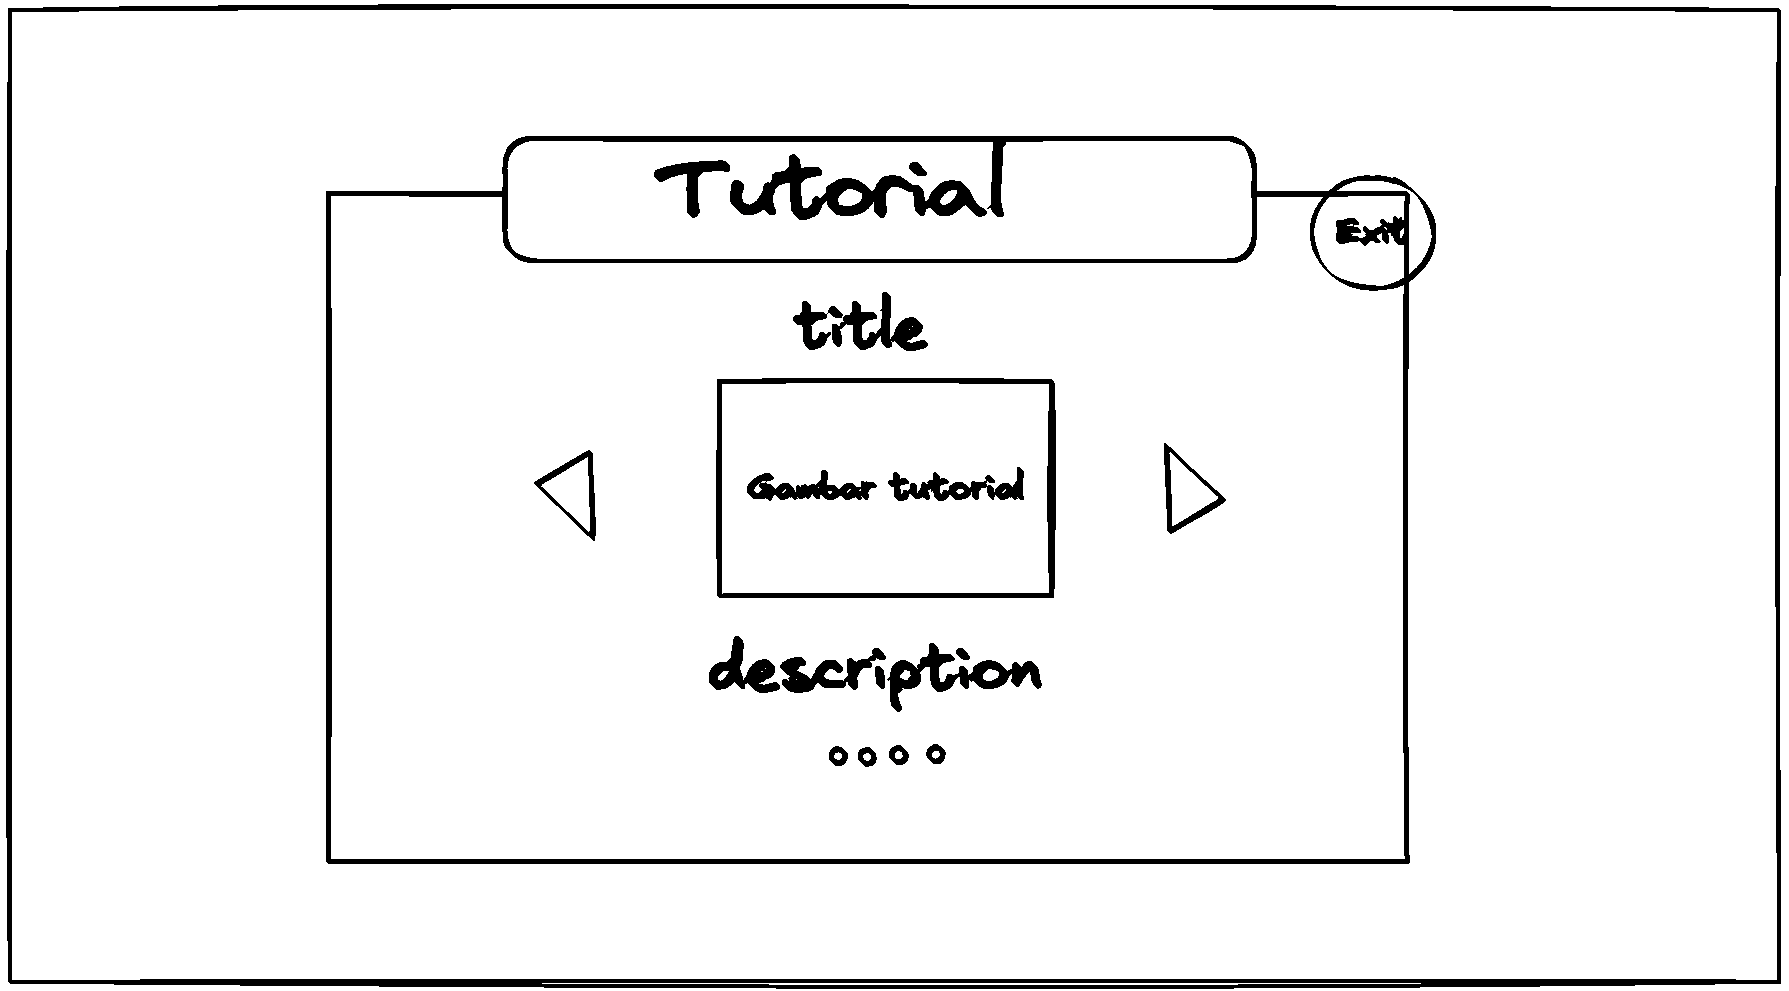 Tutorial
Exit
title
Gambar tutorial
description